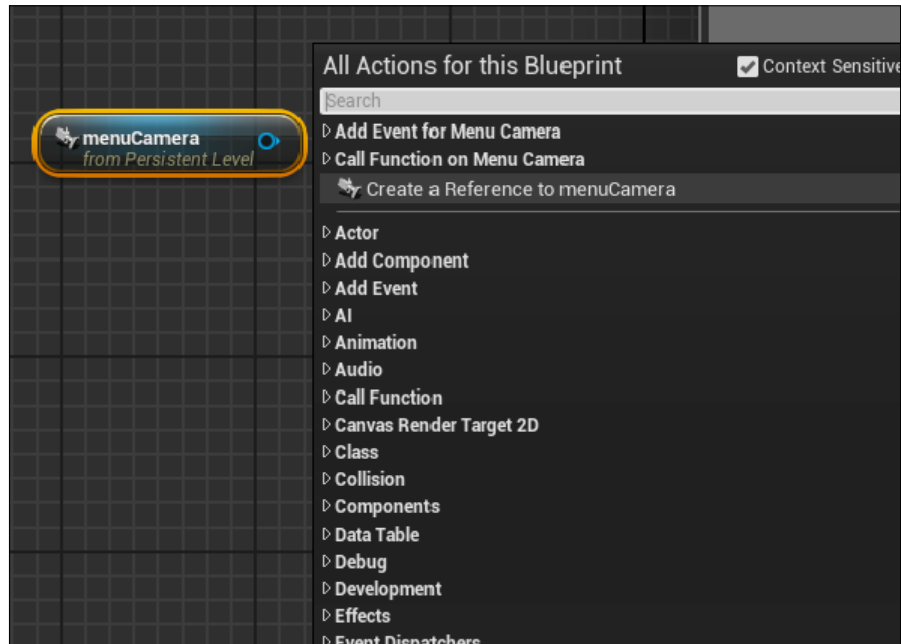 All Actions for this Blueprint
Context Sensitive
Search
menuCamera
from Persistent Level
Add Event for Menu Camera
Call Function on Menu Camera
Create a Reference to menuCamera
Actor
Add Component
Add Event
AI
Animation
Audio
Call Function
Canvas Render Target 2D
Class
Collision
Components
Data Table
Debug
Development
Effects
Event Dispatchers